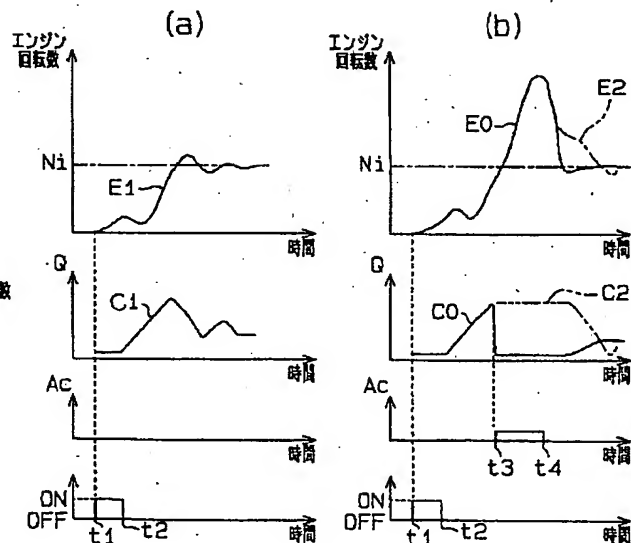 (a)
エンジン
回転数
Ni
E1
時間
Q
C1
時間
Ac
時間
ON
OFF
t1
t2
時間
数
(b)
エンジン
回転数
E0
E2
Ni
時間
Q
C0
C2
時間
Ac
t3
t4
時間
ON
OFF
t1
t2
時間